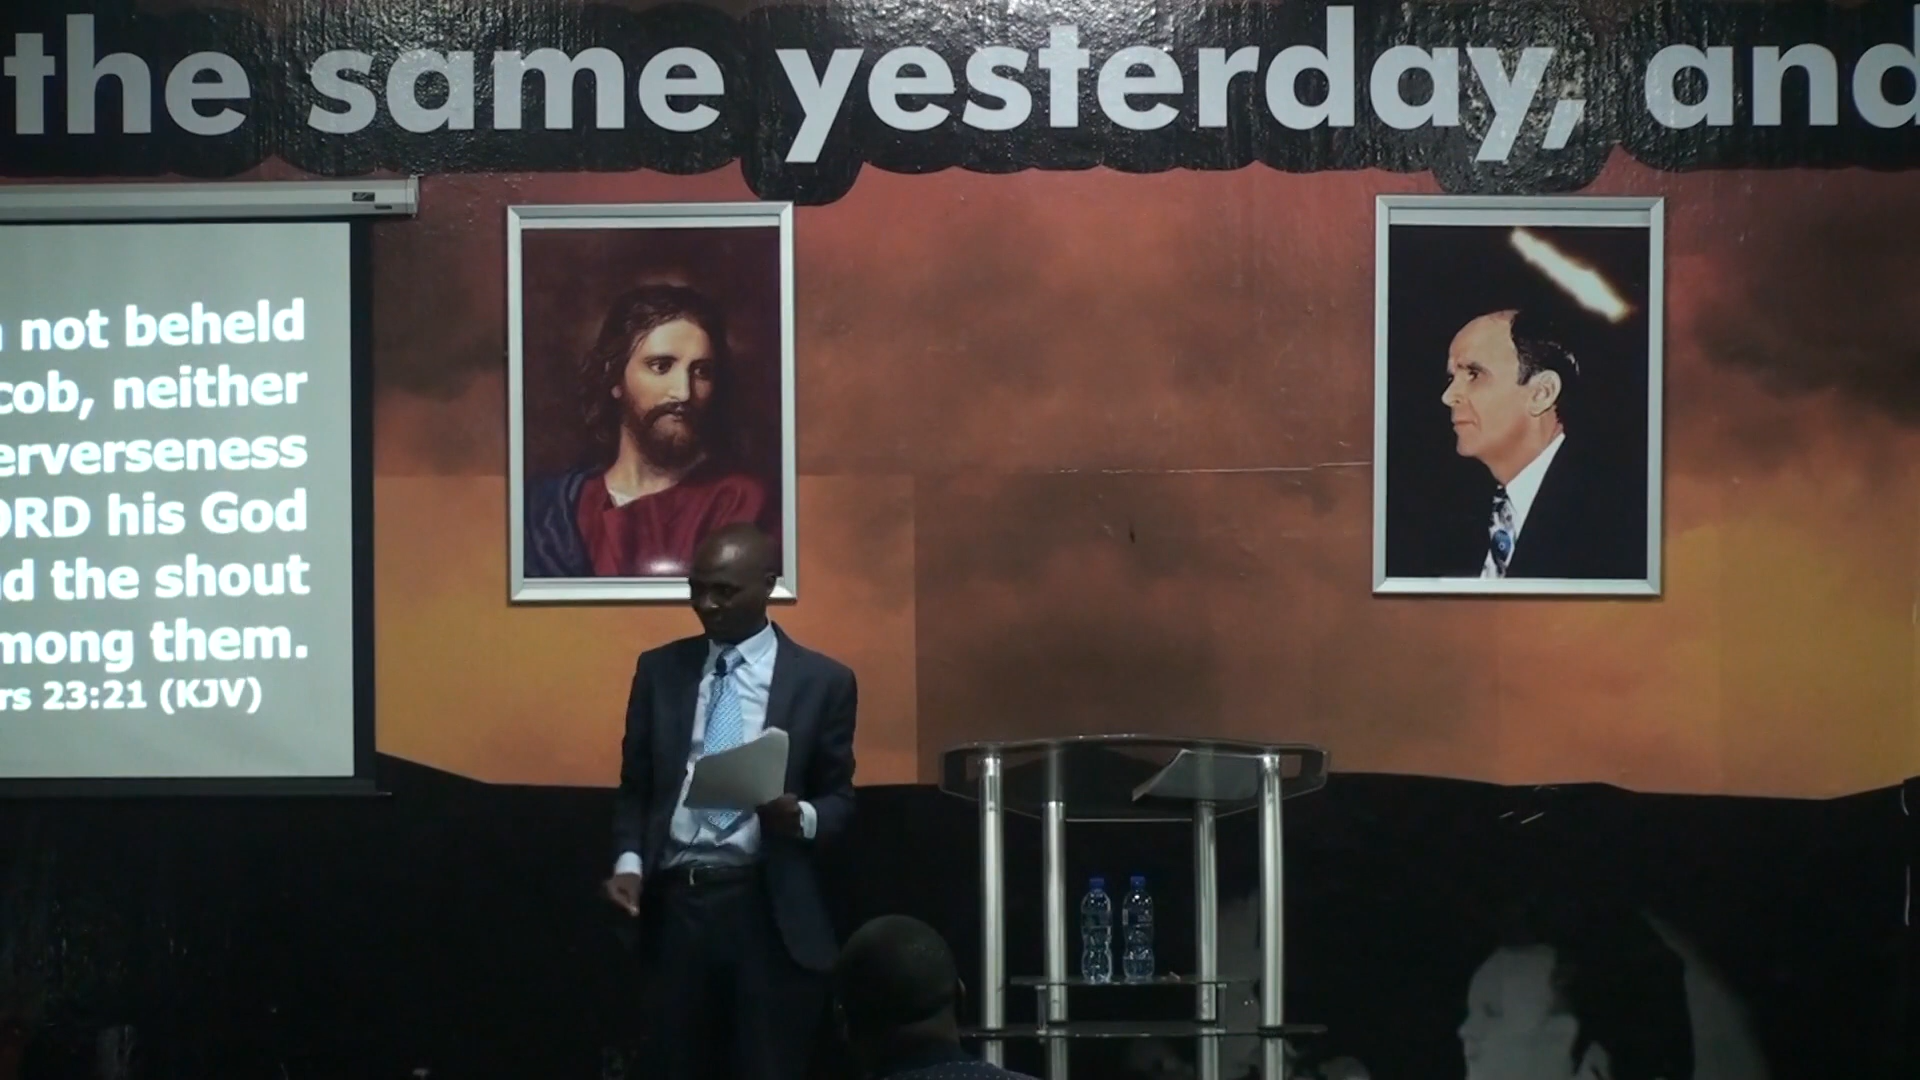 the same yesterday, and
not beheld
cob, neither
erverseness
ORD his God
d the shout
mong them.
rs 23:21 (KJV)